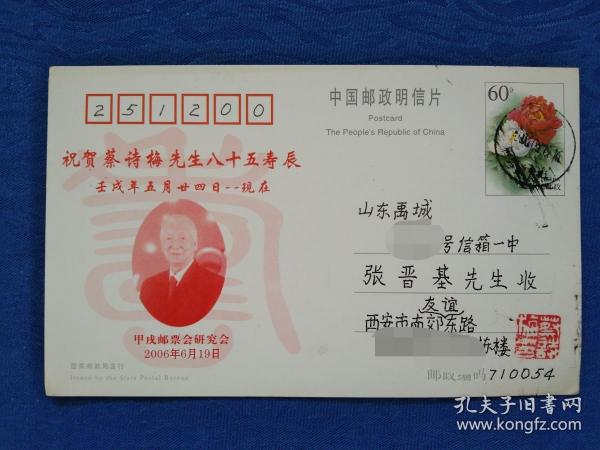 251200
祝贺蔡诗梅先生八十五寿辰
壬戌年五月廿四日--现在
甲戌邮票会研究会
2006年6月19日
国家邮政局发行
Issued by the State Postal Bureau
中国邮政明信片
Postcard
The People's Republic of China
60分
山东禹城
号信箱一中
张晋基先生收
友谊
西安市南郊东路
栋楼
邮政编码710054
孔夫子旧书网
www.kongfz.com